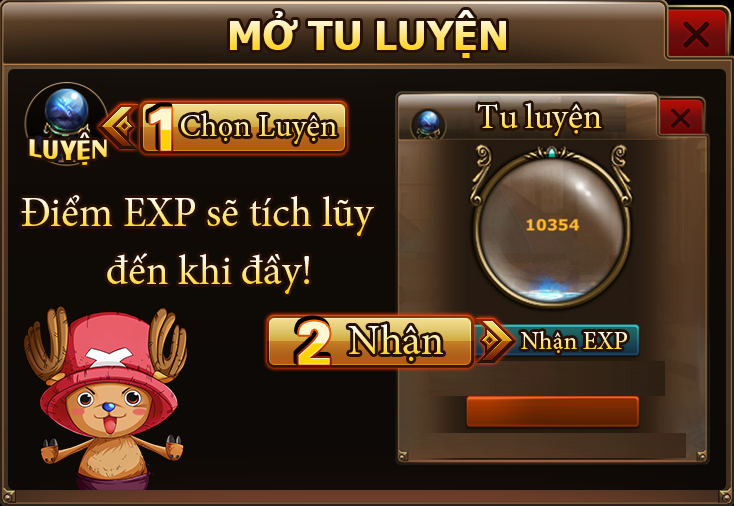 MỞ TU LUYỆN
LUYỆN
1 Chọn Luyện
Tu luyện
10354
Điểm EXP sẽ tích lũy
đến khi đầy!
2 Nhận
Nhận EXP